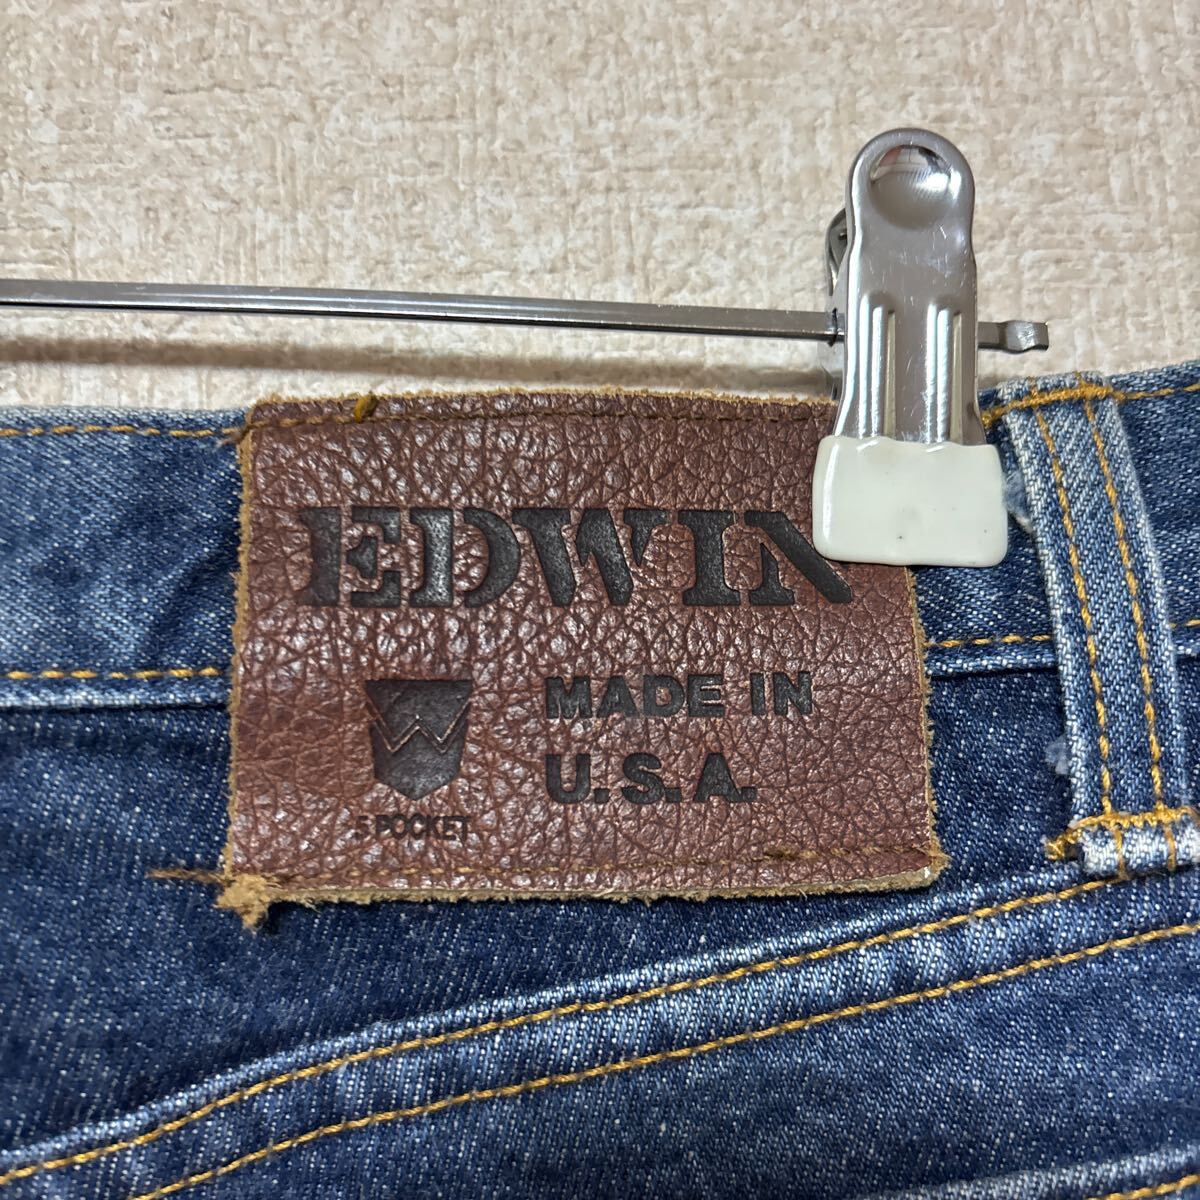 EDWIN
MADE IN
U.S.A.
W
5 POCKET